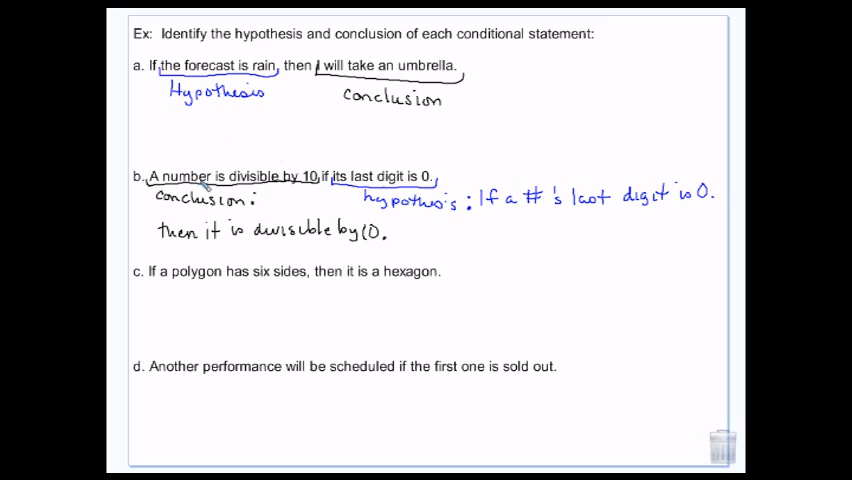 Ex: Identify the hypothesis and conclusion of each conditional statement:
a. If the forecast is rain, then I will take an umbrella.
Hypothesis conclusion
b. A number is divisible by 10 if its last digit is 0.
conclusion: hypothesis: If a #'s last digit is 0.
then it is divisible by 10.
c. If a polygon has six sides, then it is a hexagon.
d. Another performance will be scheduled if the first one is sold out.